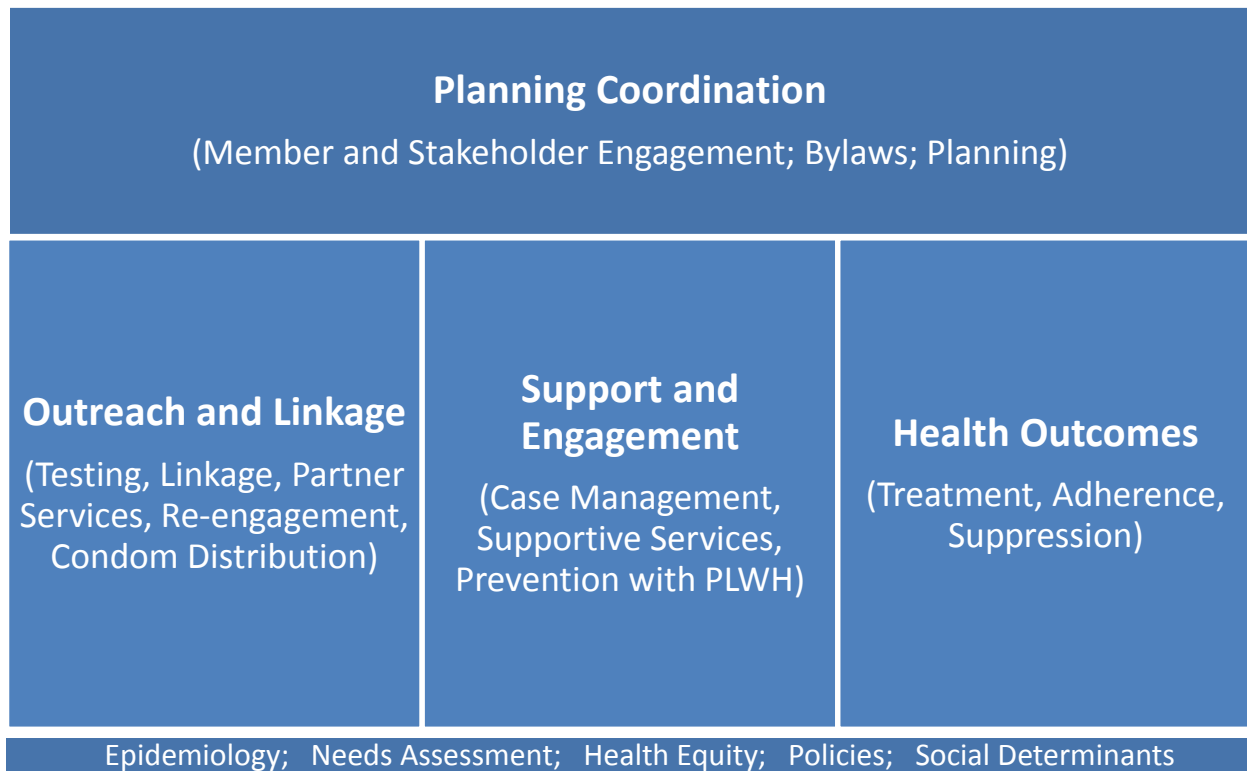 Planning Coordination
(Member and Stakeholder Engagement; Bylaws; Planning)
Outreach and Linkage
(Testing, Linkage, Partner
Services, Re-engagement,
Condom Distribution)
Support and
Engagement
(Case Management,
Supportive Services,
Prevention with PLWH)
Health Outcomes
(Treatment, Adherence,
Suppression)
Epidemiology; Needs Assessment; Health Equity; Policies; Social Determinants